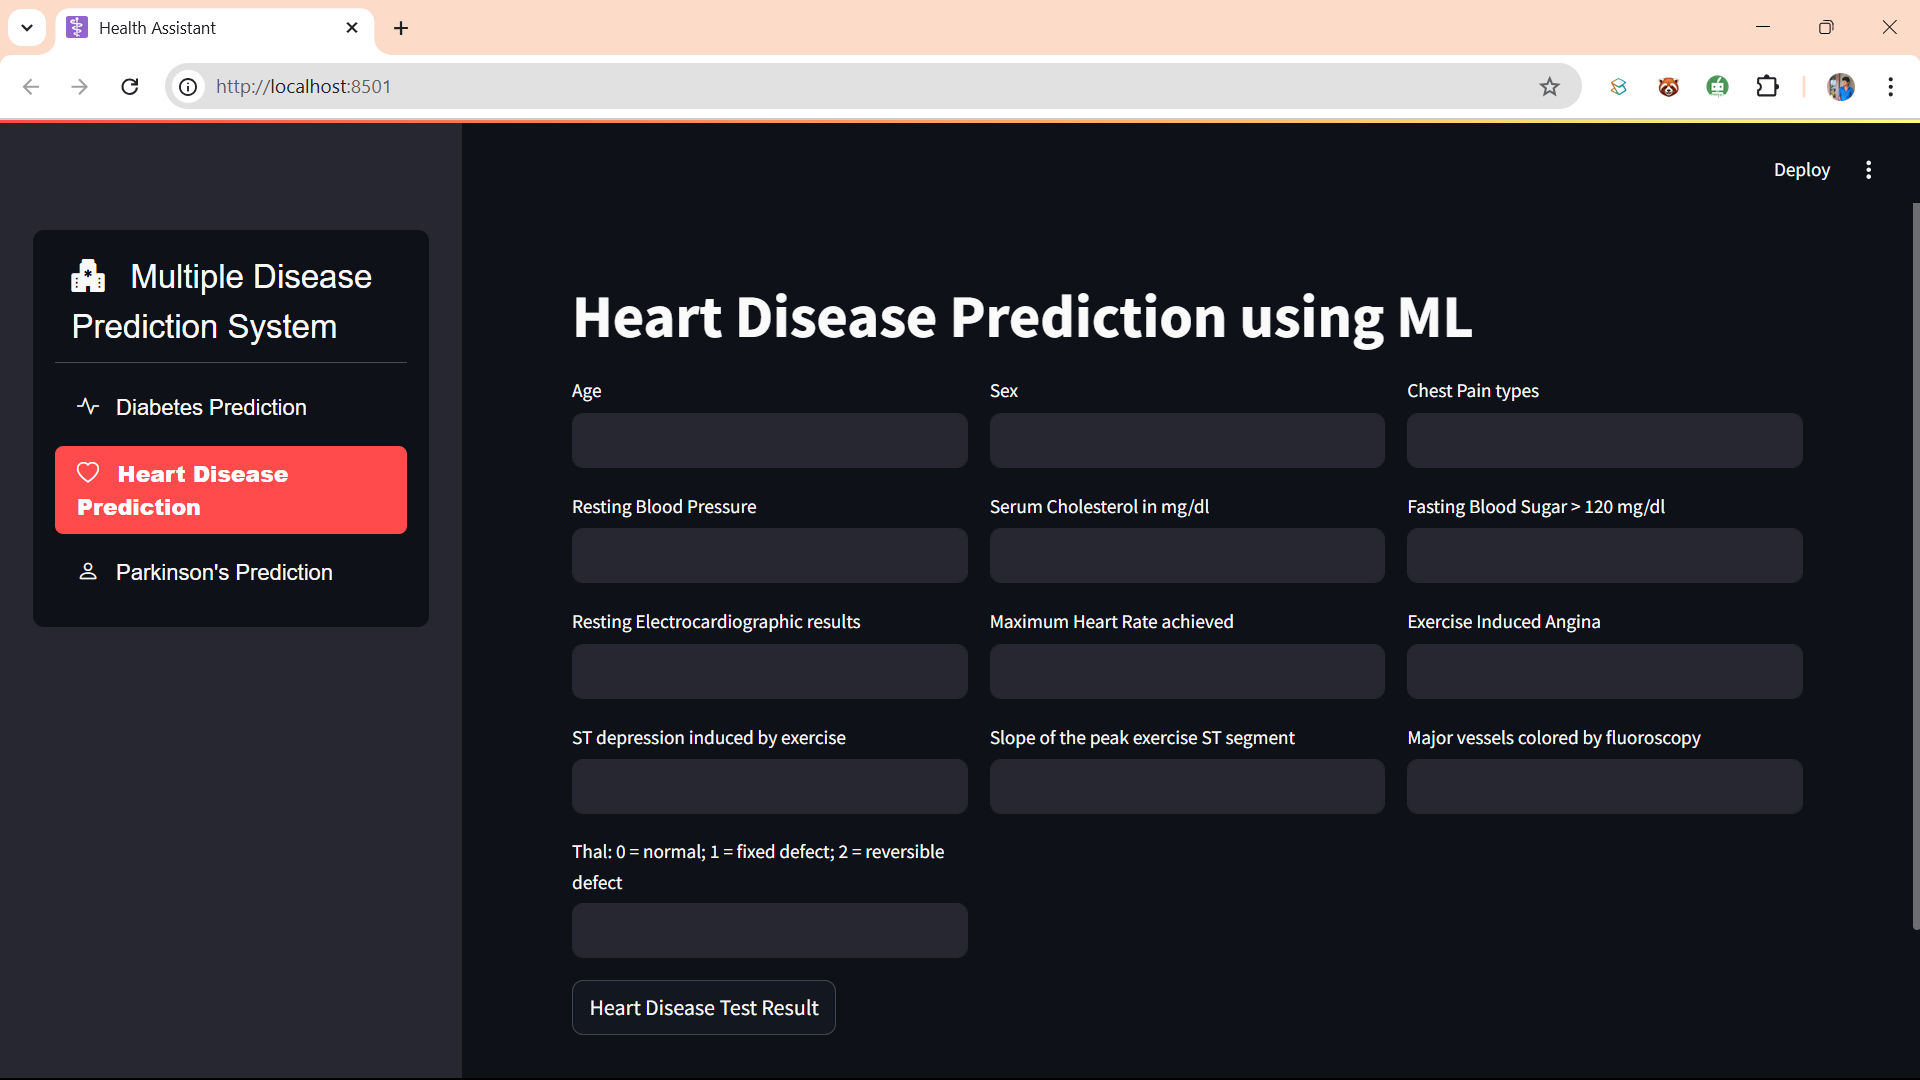 Health Assistant
http://localhost:8501
Deploy
Multiple Disease
Prediction System
Diabetes Prediction
Heart Disease
Prediction
Parkinson's Prediction
Heart Disease Prediction using ML
Age
Sex
Chest Pain types
Resting Blood Pressure
Serum Cholesterol in mg/dl
Fasting Blood Sugar > 120 mg/dl
Resting Electrocardiographic results
Maximum Heart Rate achieved
Exercise Induced Angina
ST depression induced by exercise
Slope of the peak exercise ST segment
Major vessels colored by fluoroscopy
Thal: 0 = normal; 1 = fixed defect; 2 = reversible
defect
Heart Disease Test Result